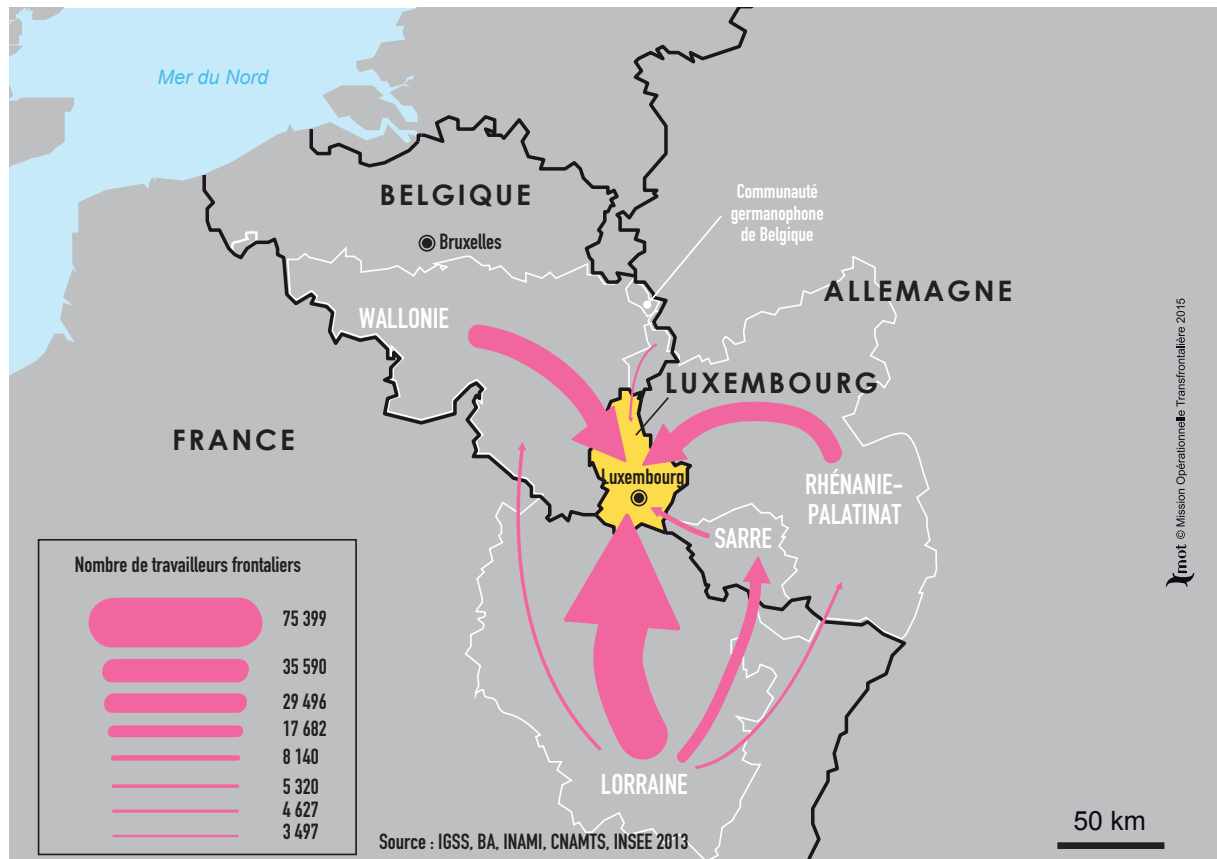 Mer du Nord
BELGIQUE
Bruxelles
Communauté
germanophone
de Belgique
ALLEMAGNE
WALLONIE
LUXEMBOURG
FRANCE
Luxembourg
RHÉNANIE–
PALATINAT
SARRE
LORRAINE
Nombre de travailleurs frontaliers
75 399
35 590
29 496
17 682
8 140
5 320
4 627
3 497
Source : IGSS, BA, INAMI, CNAMTS, INSEE 2013
50 km
mot © Mission Opérationnelle Transfrontalière 2015